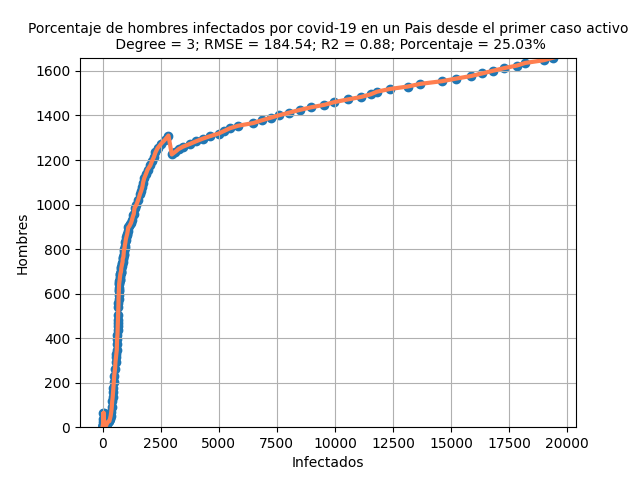 Porcentaje de hombres infectados por covid-19 en un Pais desde el primer caso activo
Degree = 3; RMSE = 184.54; R2 = 0.88; Porcentaje = 25.03%
1600
1400
1200
1000
800
600
400
200
0
Hombres
0 2500 5000 7500 10000 12500 15000 17500 20000
Infectados